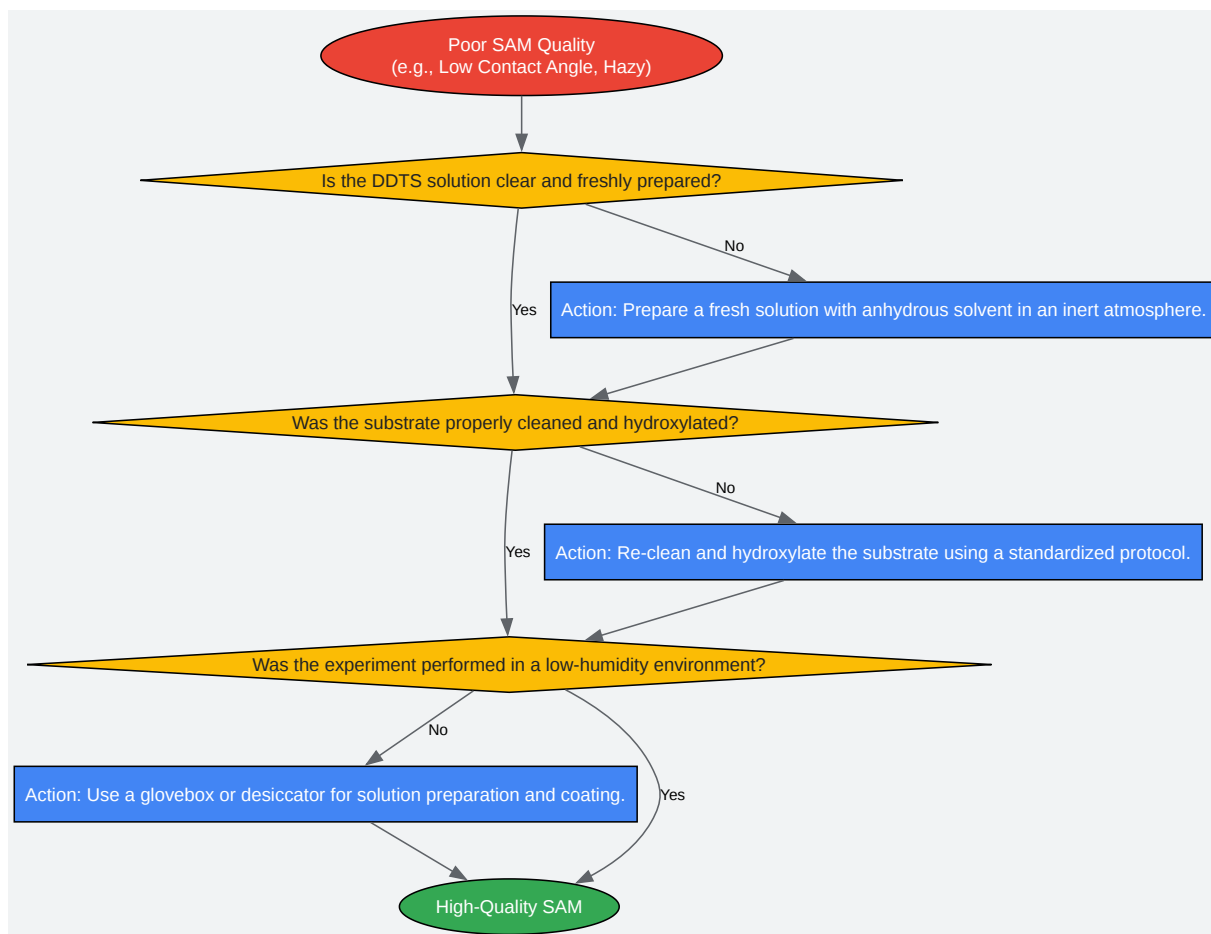 Poor SAM Quality
(e.g., Low Contact Angle, Hazy)
Is the DDTS solution clear and freshly prepared?
No
Yes
Action: Prepare a fresh solution with anhydrous solvent in an inert atmosphere.
Was the substrate properly cleaned and hydroxylated?
No
Yes
Action: Re-clean and hydroxylate the substrate using a standardized protocol.
Was the experiment performed in a low-humidity environment?
No
Action: Use a glovebox or desiccator for solution preparation and coating.
Yes
High-Quality SAM